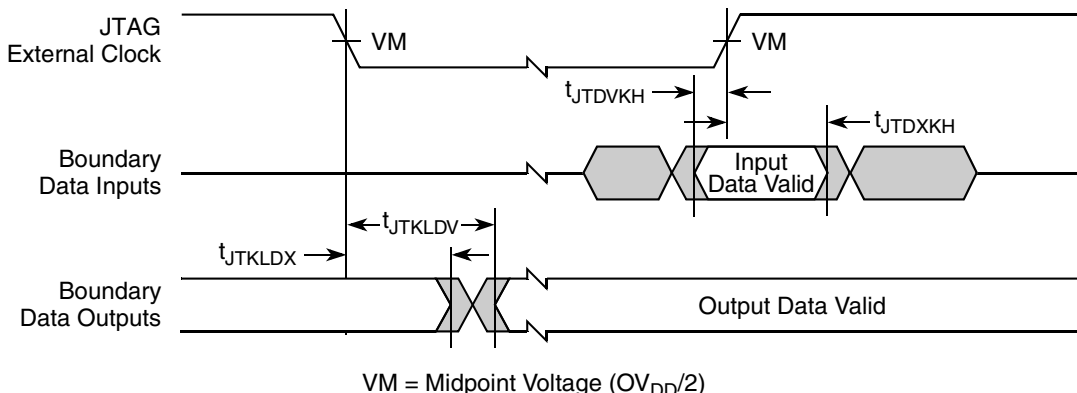 JTAG
External Clock
VM
VM
tJTDVKH
tJTDXKH
Boundary
Data Inputs
Input
Data Valid
tJTKLDV
tJTKLDX
Boundary
Data Outputs
Output Data Valid
VM = Midpoint Voltage (OVDD/2)